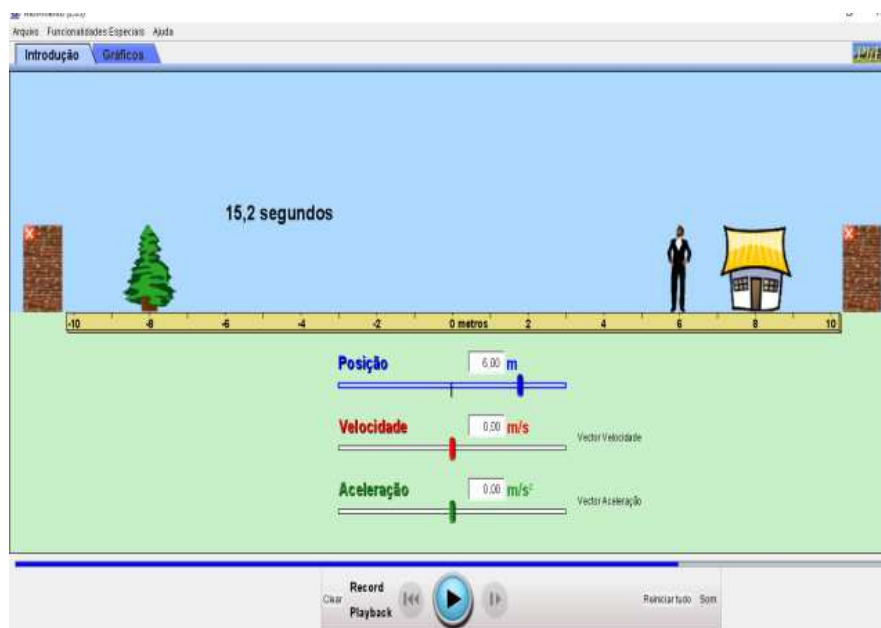 Arquivo Funcionalidades Especiais Ajuda
Introdução Gráficos
15,2 segundos
X X
-10 -8 -6 -4 -2 0 metros 2 4 6 8 10
Posição 6,00 m
Velocidade 0,00 m/s
Vector Velocidade
Aceleração 0,00 m/s²
Vector Aceleração
Record
Clear
Playback
Reiniciar tudo Som